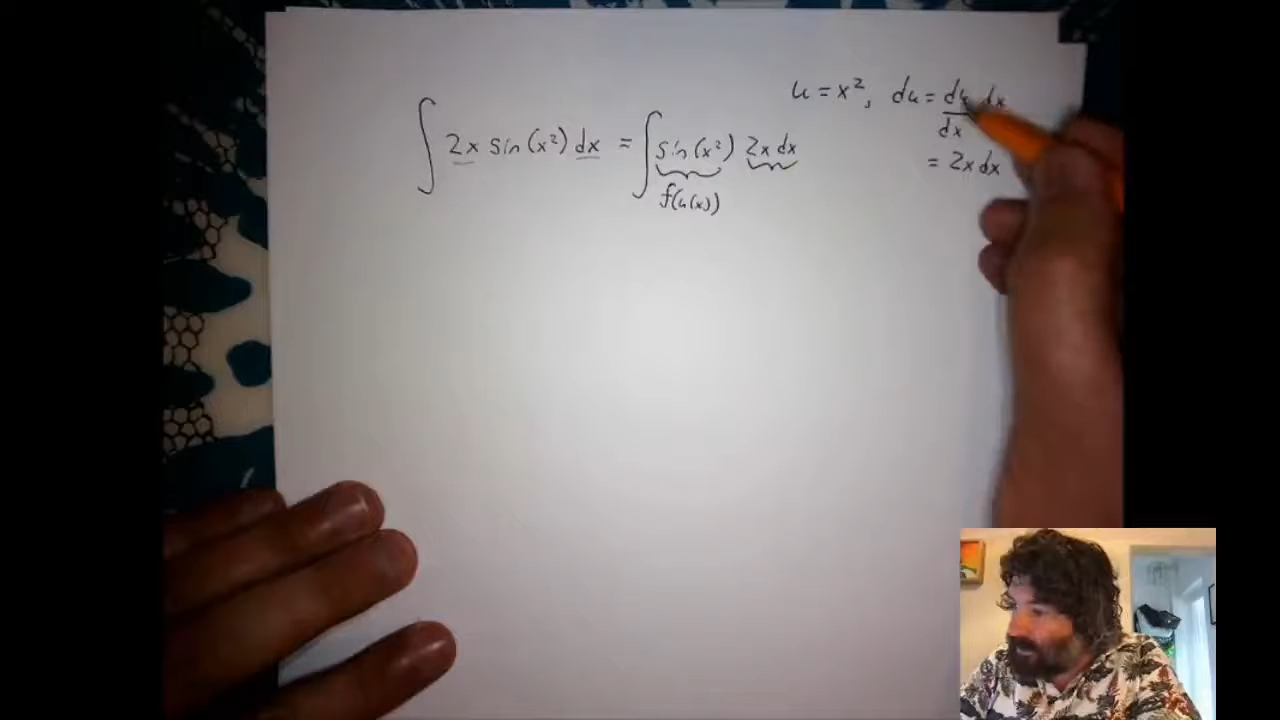 ∫ 2x sin(x²) dx = ∫ sin(x²) 2x dx
f(u(x))
u = x², du = du/dx dx
= 2x dx